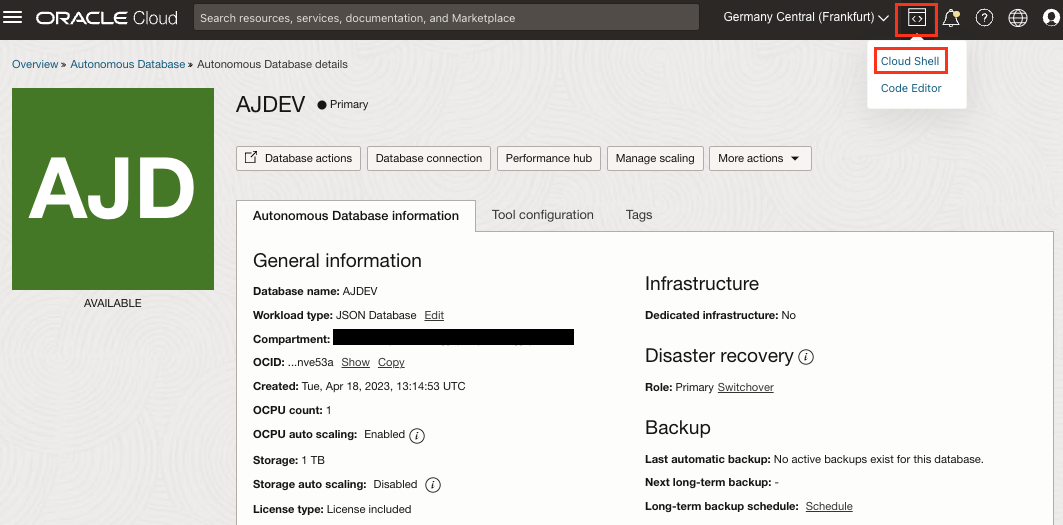 ORACLE Cloud
Search resources, services, documentation, and Marketplace
Germany Central (Frankfurt)
Cloud Shell
Code Editor
Overview » Autonomous Database » Autonomous Database details
AJD
AVAILABLE
AJDEV
Primary
Database actions
Database connection
Performance hub
Manage scaling
More actions
Autonomous Database information
Tool configuration
Tags
General information
Database name: AJDEV
Workload type: JSON Database Edit
Compartment:
OCID: ...nve53a Show Copy
Created: Tue, Apr 18, 2023, 13:14:53 UTC
OCPU count: 1
OCPU auto scaling: Enabled i
Storage: 1 TB
Storage auto scaling: Disabled i
License type: License included
Infrastructure
Dedicated infrastructure: No
Disaster recovery i
Role: Primary Switchover
Backup
Last automatic backup: No active backups exist for this database.
Next long-term backup: -
Long-term backup schedule: Schedule